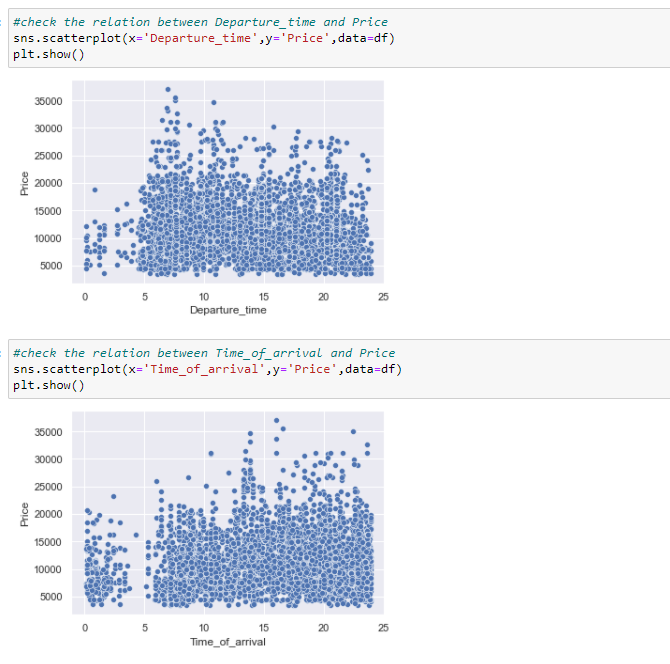 #check the relation between Departure_time and Price
sns.scatterplot(x='Departure_time',y='Price',data=df)
plt.show()
35000
30000
25000
20000
15000
10000
5000
Price
0 5 10 15 20 25
Departure_time
#check the relation between Time_of_arrival and Price
sns.scatterplot(x='Time_of_arrival',y='Price',data=df)
plt.show()
35000
30000
25000
20000
15000
10000
5000
Price
0 5 10 15 20 25
Time_of_arrival